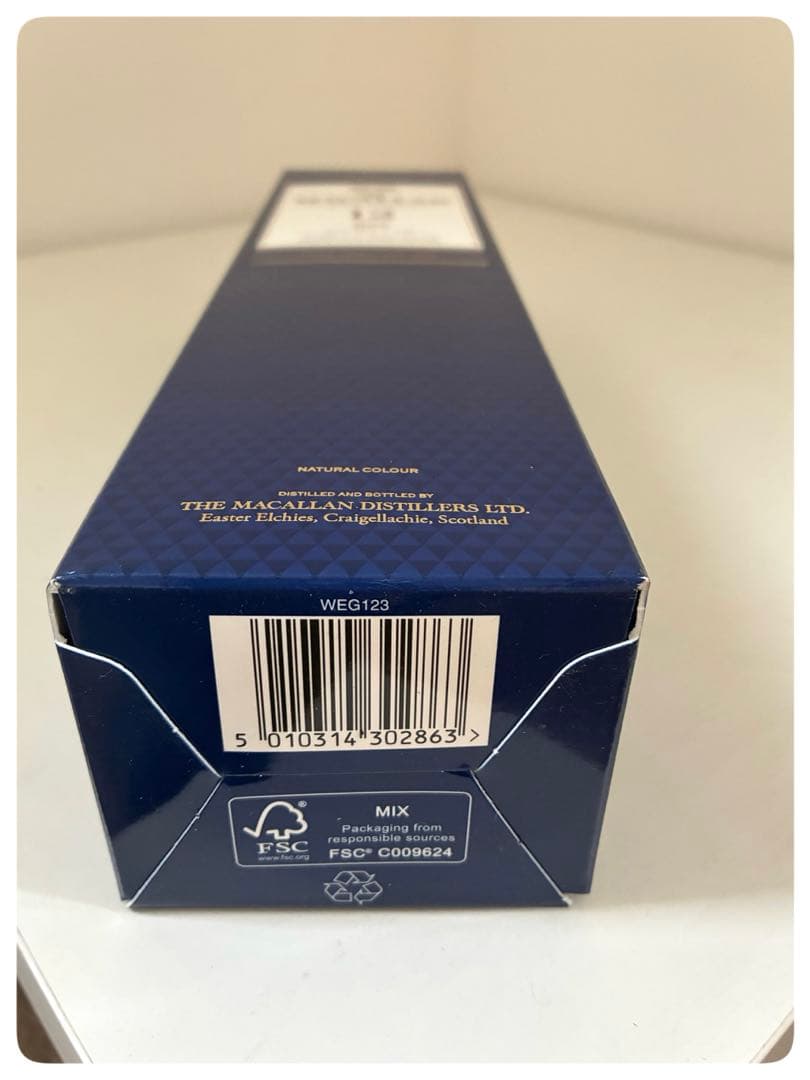 12
NATURAL COLOUR
DISTILLED AND BOTTLED BY
THE MACALLAN DISTILLERS LTD.
Easter Elchies, Craigellachie, Scotland
WEG123
5 010314 302863 >
FSC®
www.fsc.org
MIX
Packaging from
responsible sources
FSC® C009624